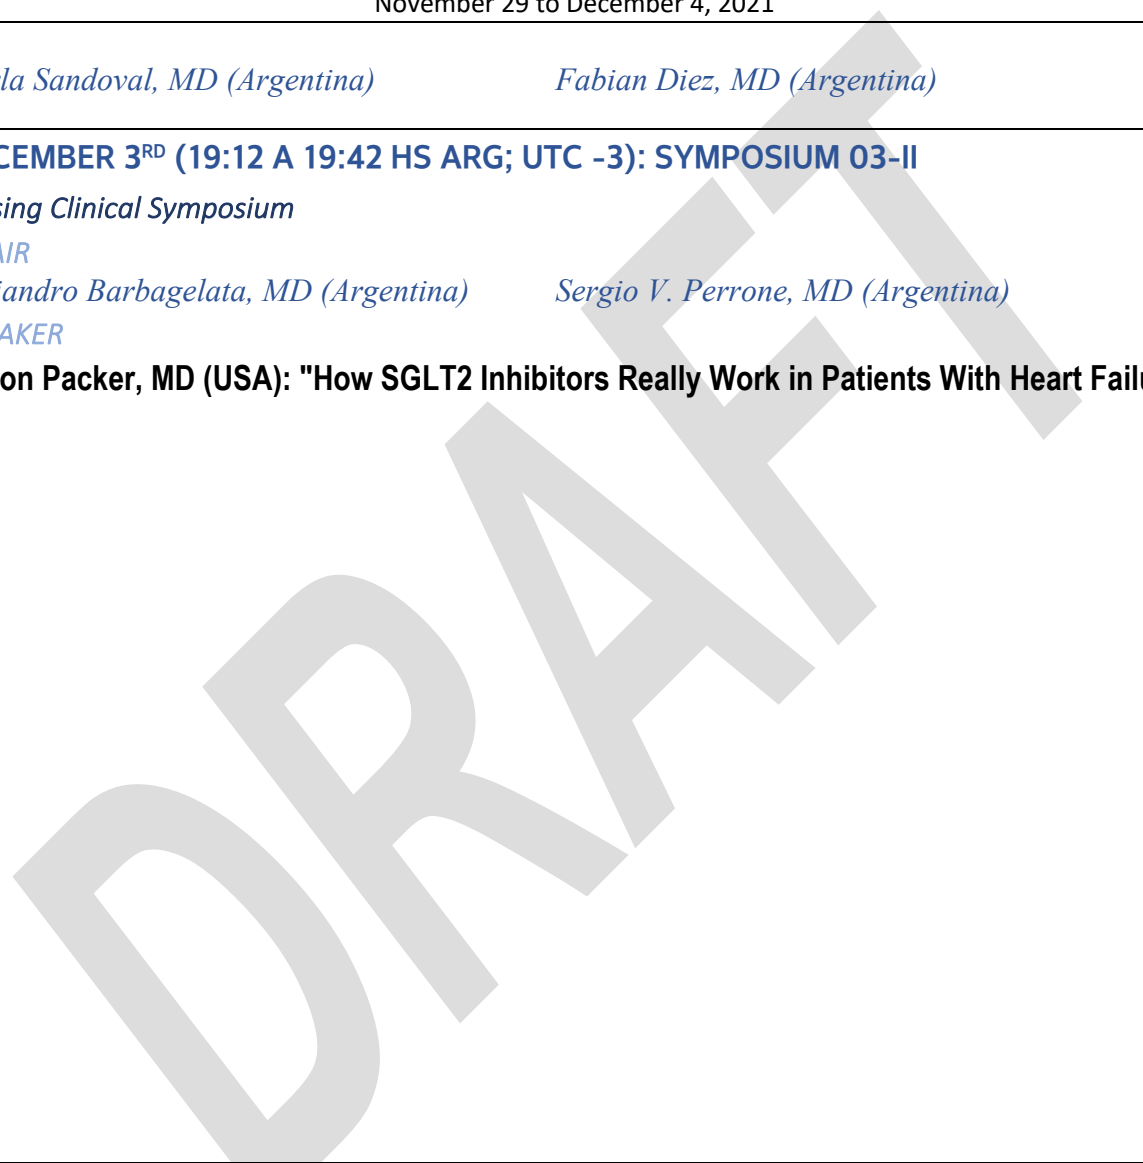 November 29 to December 4, 2021
la Sandoval, MD (Argentina) Fabian Diez, MD (Argentina)
CEMBER 3RD (19:12 A 19:42 HS ARG; UTC -3): SYMPOSIUM 03-II
sing Clinical Symposium
AIR
andro Barbagelata, MD (Argentina) Sergio V. Perrone, MD (Argentina)
AKER
on Packer, MD (USA): "How SGLT2 Inhibitors Really Work in Patients With Heart Failu
DRAFT